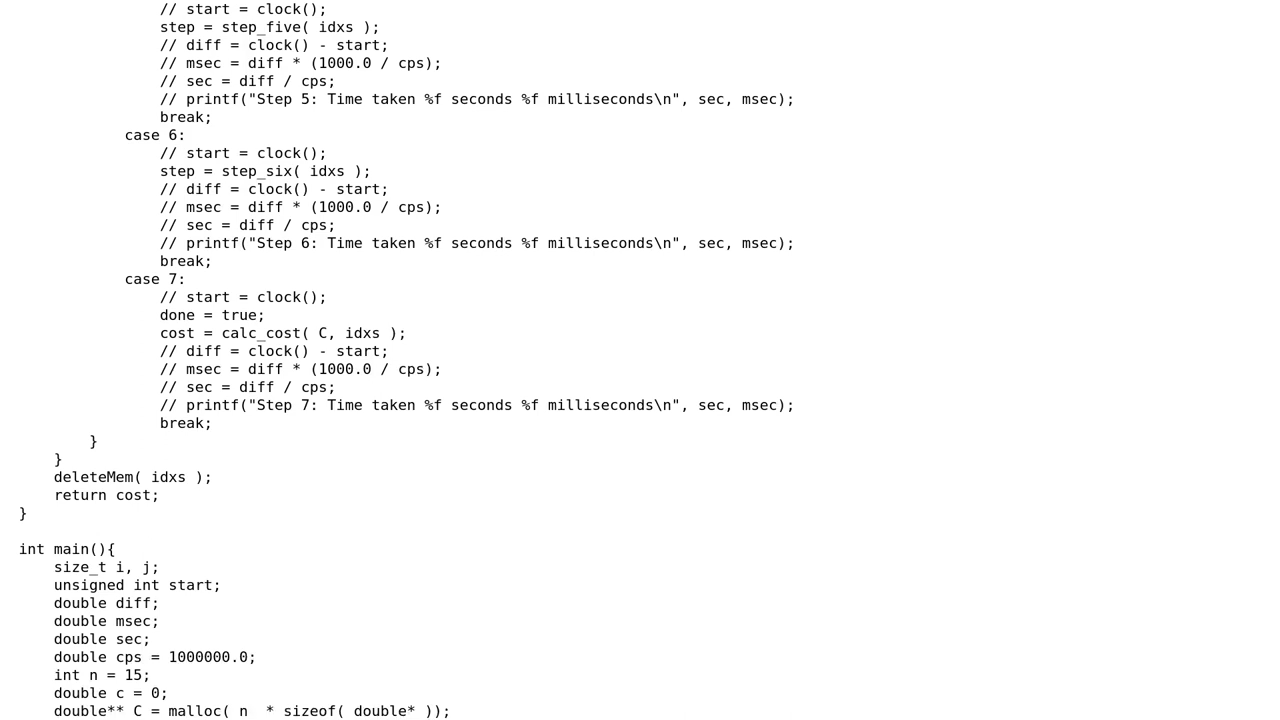 // start = clock();
                step = step_five( idxs );
                // diff = clock() - start;
                // msec = diff * (1000.0 / cps);
                // sec = diff / cps;
                // printf("Step 5: Time taken %f seconds %f milliseconds\n", sec, msec);
                break;
            case 6:
                // start = clock();
                step = step_six( idxs );
                // diff = clock() - start;
                // msec = diff * (1000.0 / cps);
                // sec = diff / cps;
                // printf("Step 6: Time taken %f seconds %f milliseconds\n", sec, msec);
                break;
            case 7:
                // start = clock();
                done = true;
                cost = calc_cost( C, idxs );
                // diff = clock() - start;
                // msec = diff * (1000.0 / cps);
                // sec = diff / cps;
                // printf("Step 7: Time taken %f seconds %f milliseconds\n", sec, msec);
                break;
        }
    }
    deleteMem( idxs );
    return cost;
}

int main(){
    size_t i, j;
    unsigned int start;
    double diff;
    double msec;
    double sec;
    double cps = 1000000.0;
    int n = 15;
    double c = 0;
    double** C = malloc( n  * sizeof( double* ));